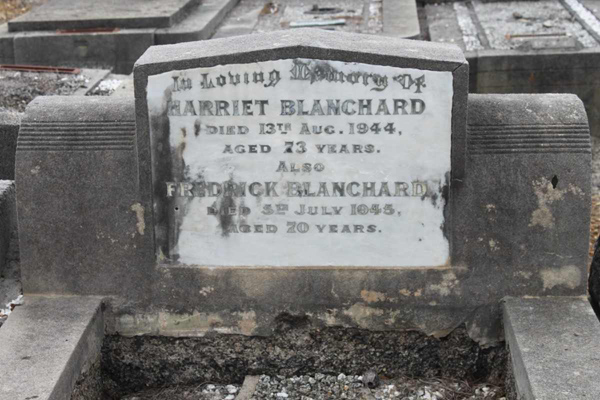 In Loving Memory Of
HARRIET BLANCHARD
DIED 13TH AUG. 1944,
AGED 73 YEARS.
ALSO
FREDRICK BLANCHARD
DIED 5TH JULY 1945,
AGED 70 YEARS.